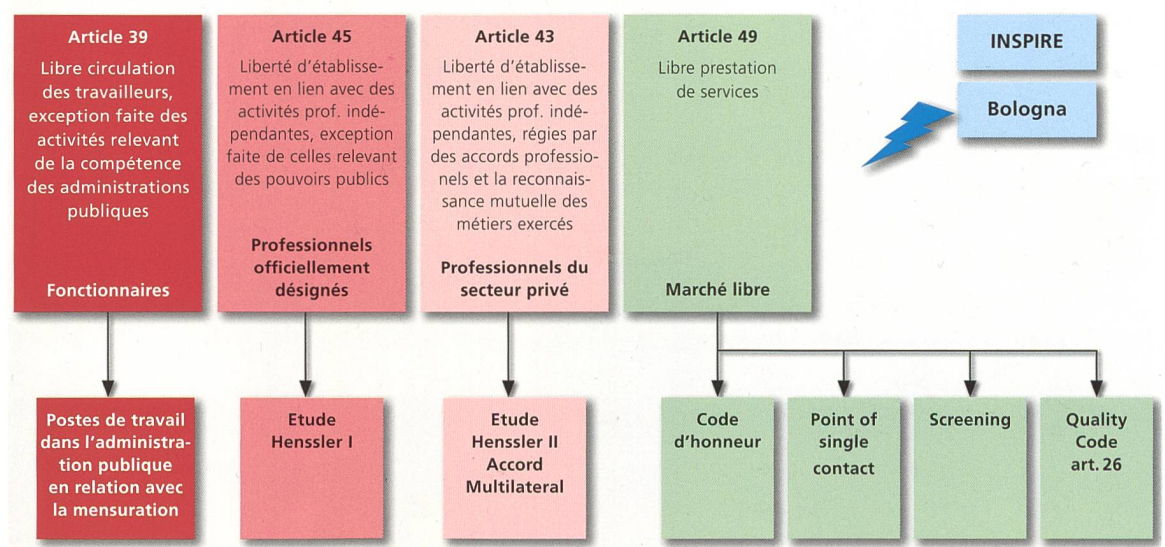 Article 39
Libre circulation
des travailleurs,
exception faite des
activités relevant
de la compétence
des administrations
publiques
Fonctionnaires
Article 45
Liberté d'établisse-
ment en lien avec des
activités prof. indé-
pendantes, exception
faite de celles relevant
des pouvoirs publics
Professionnels
officiellement
désignés
Article 43
Liberté d'établisse-
ment en lien avec des
activités prof. indé-
pendantes, régies par
des accords professio-
nels et la reconnais-
sance mutuelle des
métiers exercés
Professionnels du
secteur privé
Article 49
Libre prestation
de services
Marché libre
INSPIRE
Bologna
Postes de travail
dans l'administra-
tion publique
en relation avec
la mensuration
Etude
Henssler I
Etude
Henssler II
Accord
Multilateral
Code
d'honneur
Point of
single
contact
Screening
Quality
Code
art. 26